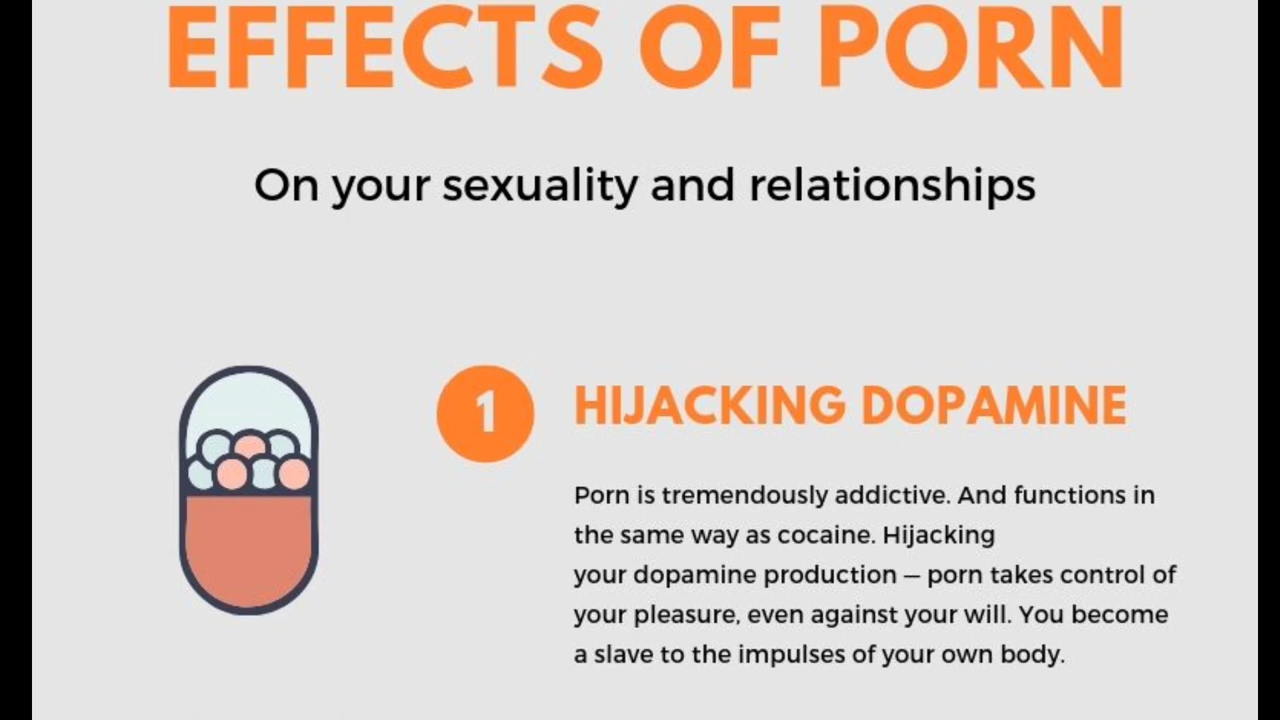 EFFECTS OF PORN
On your sexuality and relationships
1
HIJACKING DOPAMINE
Porn is tremendously addictive. And functions in
the same way as cocaine. Hijacking
your dopamine production — porn takes control of
your pleasure, even against your will. You become
a slave to the impulses of your own body.